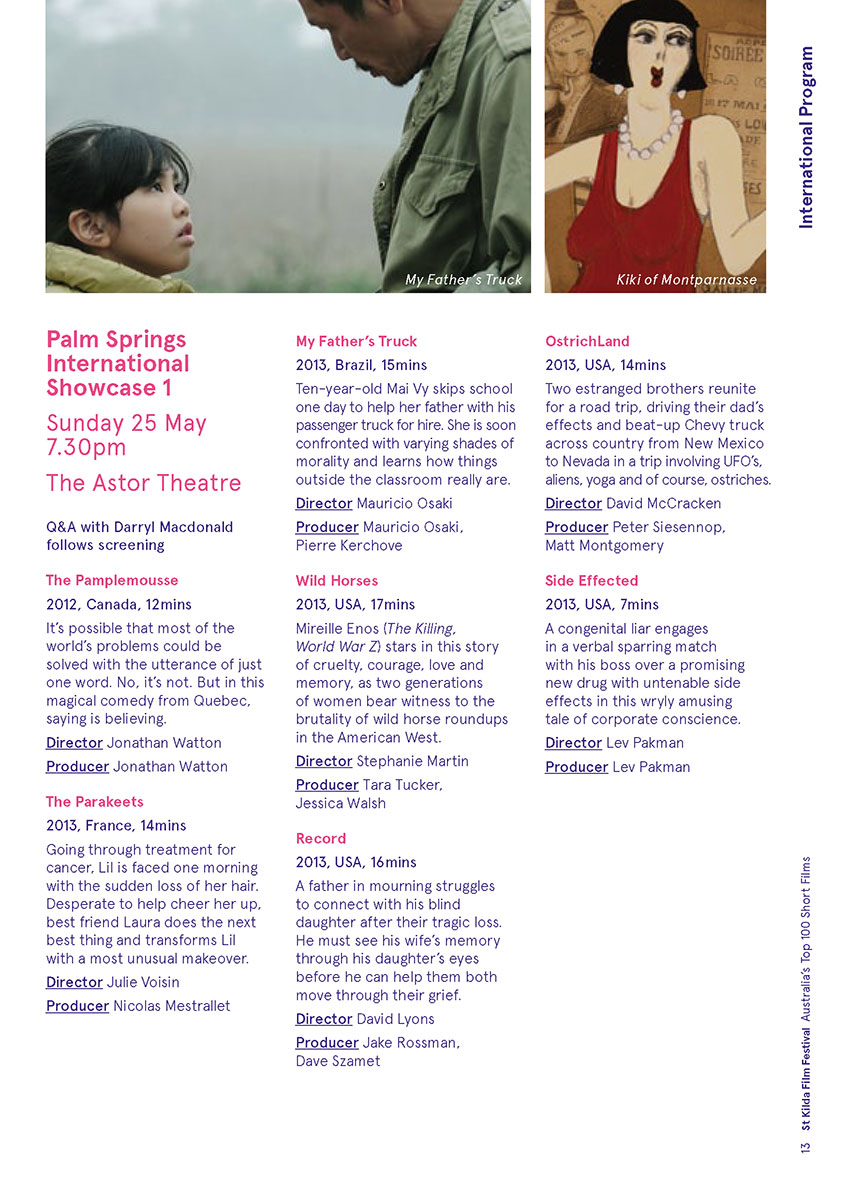 My Father's Truck
Kiki of Montparnasse
International Program
Palm Springs
International
Showcase 1
Sunday 25 May
7.30pm
The Astor Theatre
Q&A with Darryl Macdonald
follows screening
The Pamplemousse
2012, Canada, 12mins
It's possible that most of the
world's problems could be
solved with the utterance of just
one word. No, it's not. But in this
magical comedy from Quebec,
saying is believing.
Director Jonathan Watton
Producer Jonathan Watton
The Parakeets
2013, France, 14mins
Going through treatment for
cancer, Lil is faced one morning
with the sudden loss of her hair.
Desperate to help cheer her up,
best friend Laura does the next
best thing and transforms Lil
with a most unusual makeover.
Director Julie Voisin
Producer Nicolas Mestrallet
My Father's Truck
2013, Brazil, 15mins
Ten-year-old Mai Vy skips school
one day to help her father with his
passenger truck for hire. She is soon
confronted with varying shades of
morality and learns how things
outside the classroom really are.
Director Mauricio Osaki
Producer Mauricio Osaki,
Pierre Kerchove
Wild Horses
2013, USA, 17mins
Mireille Enos (The Killing,
World War Z) stars in this story
of cruelty, courage, love and
memory, as two generations
of women bear witness to the
brutality of wild horse roundups
in the American West.
Director Stephanie Martin
Producer Tara Tucker,
Jessica Walsh
Record
2013, USA, 16mins
A father in mourning struggles
to connect with his blind
daughter after their tragic loss.
He must see his wife's memory
through his daughter's eyes
before he can help them both
move through their grief.
Director David Lyons
Producer Jake Rossman,
Dave Szamet
OstrichLand
2013, USA, 14mins
Two estranged brothers reunite
for a road trip, driving their dad's
effects and beat-up Chevy truck
across country from New Mexico
to Nevada in a trip involving UFO's,
aliens, yoga and of course, ostriches.
Director David McCracken
Producer Peter Siesennop,
Matt Montgomery
Side Effected
2013, USA, 7mins
A congenital liar engages
in a verbal sparring match
with his boss over a promising
new drug with untenable side
effects in this wryly amusing
tale of corporate conscience.
Director Lev Pakman
Producer Lev Pakman
13 St Kilda Film Festival Australia's Top 100 Short Films
SOIRÉE
17 MAI